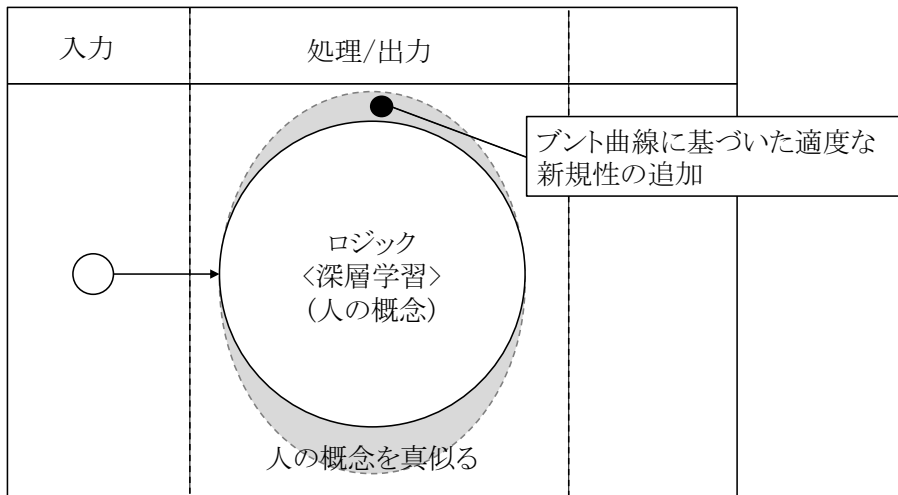 入力
処理/出力
ブント曲線に基づいた適度な
新規性の追加
ロジック
<深層学習>
(人の概念)
人の概念を真似る